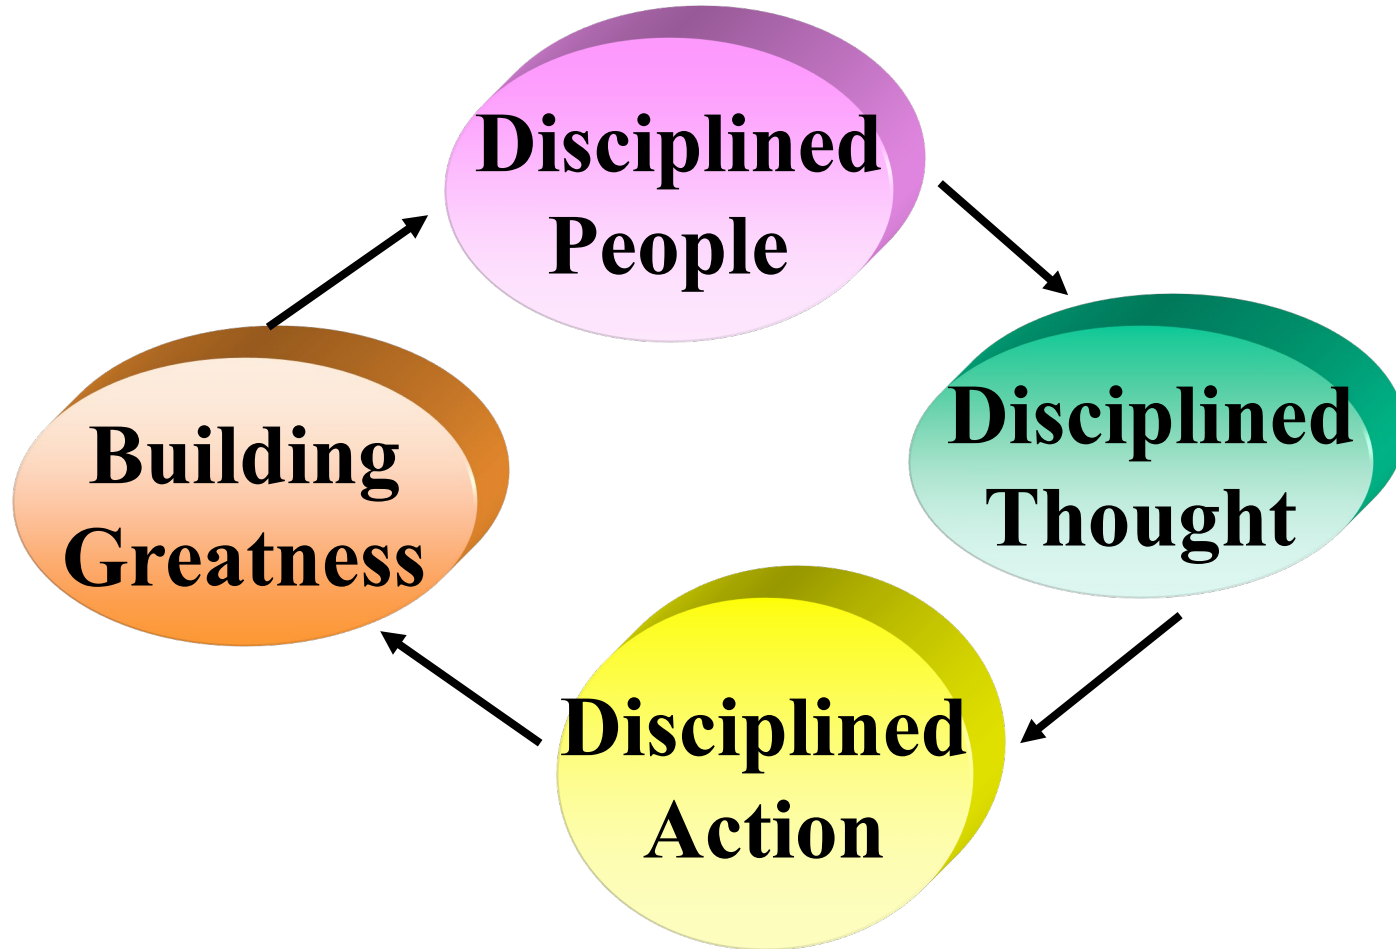 Disciplined
People
Disciplined
Thought
Disciplined
Action
Building
Greatness